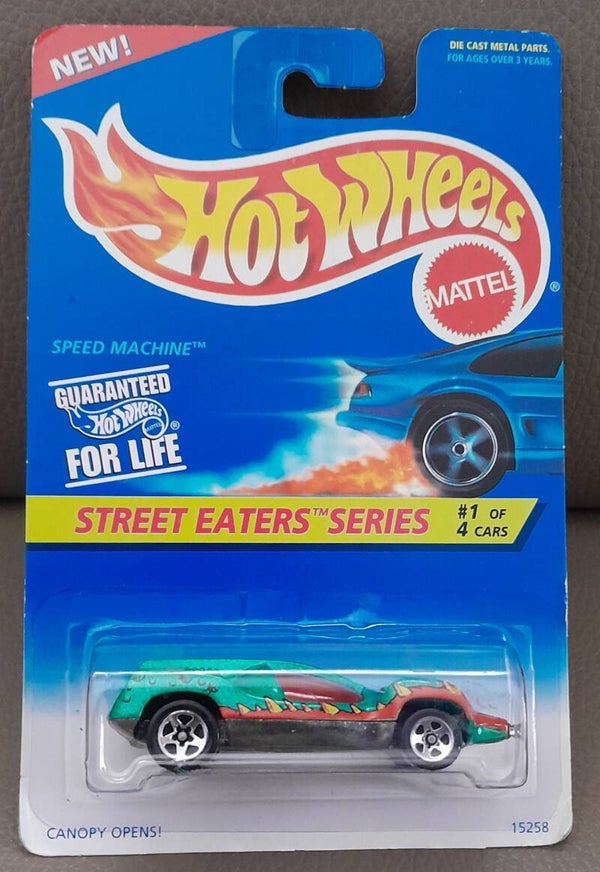 NEW!
DIE CAST METAL PARTS.
FOR AGES OVER 3 YEARS.
HOT WHEELS
MATTEL®
SPEED MACHINE™
GUARANTEED
Hot Wheels
MATTEL ®
FOR LIFE
STREET EATERS™ SERIES
#1 OF
4 CARS
CANOPY OPENS!
15258